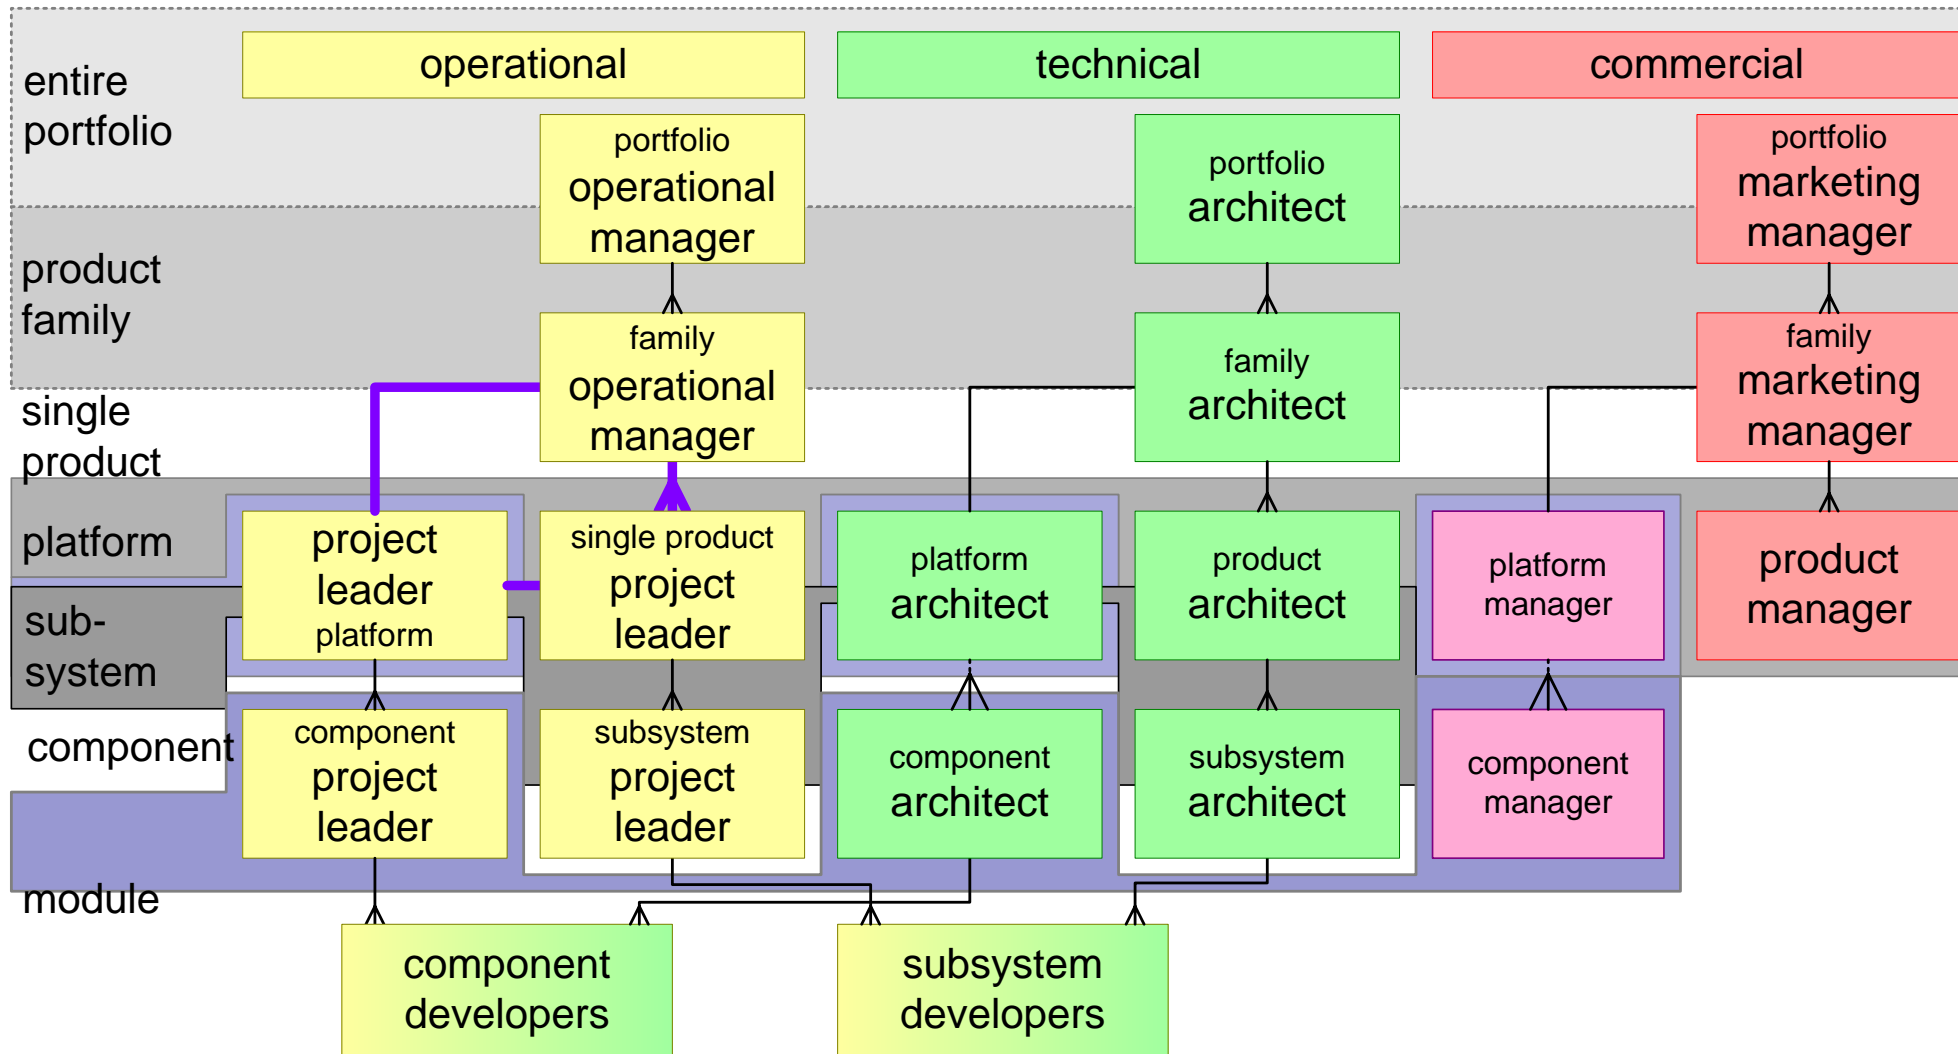 operational
technical
commercial
entire
portfolio
portfolio
operational
manager
portfolio
architect
portfolio
marketing
manager
product
family
family
operational
manager
family
architect
family
marketing
manager
single
product
platform
project
leader
platform
single product
project
leader
platform
architect
product
architect
platform
manager
product
manager
sub-
system
component
component
project
leader
subsystem
project
leader
component
architect
subsystem
architect
component
manager
module
component
developers
subsystem
developers